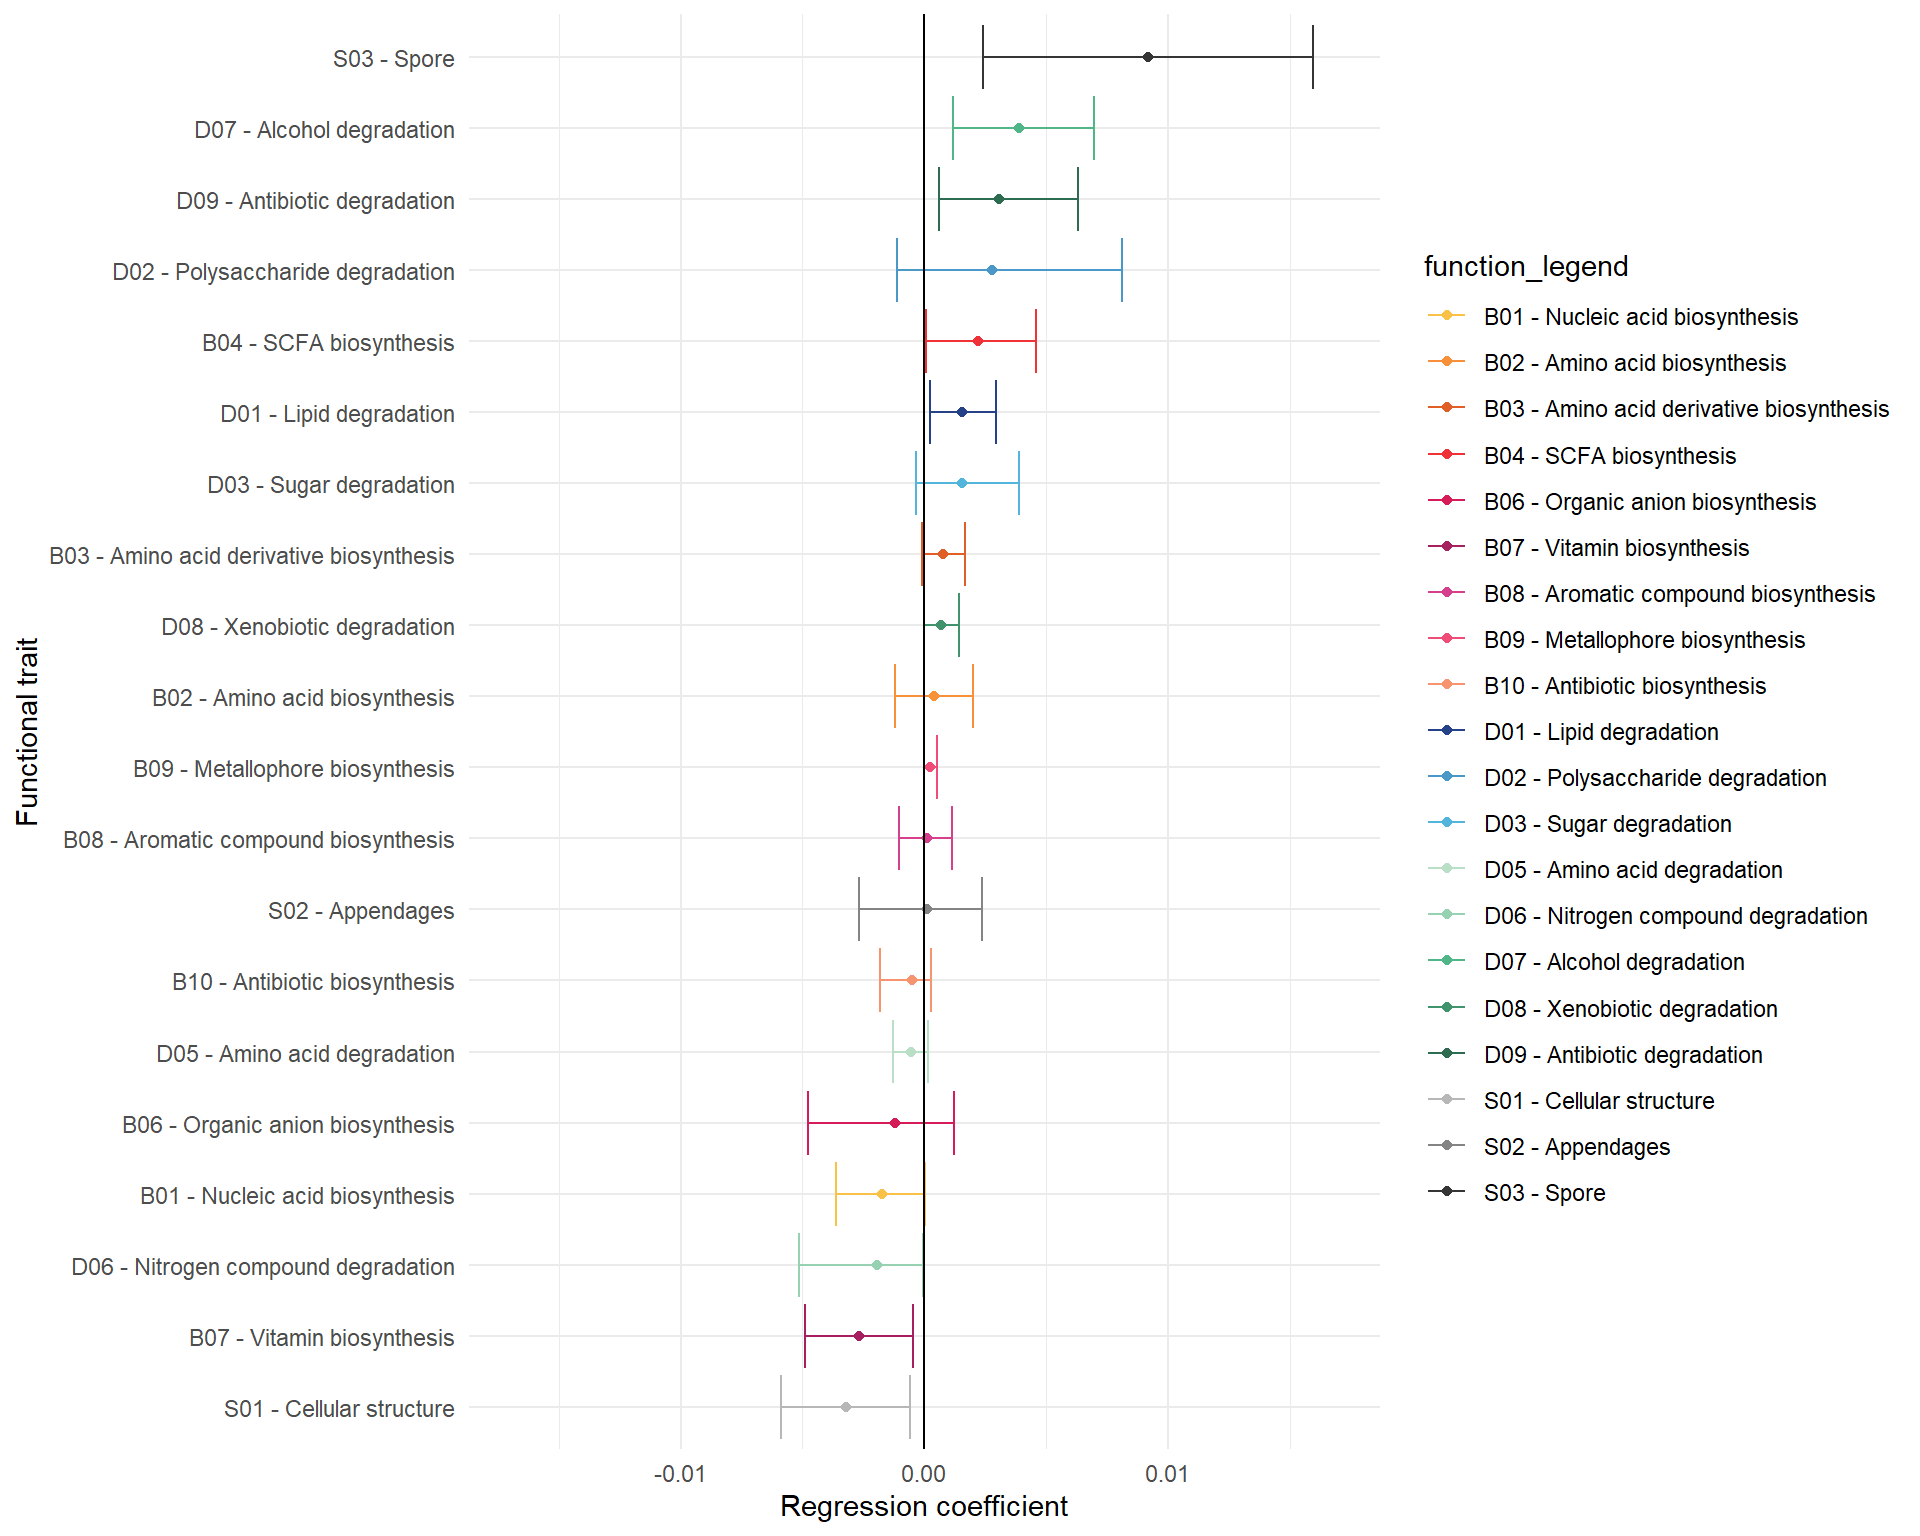 S03 - Spore
D07 - Alcohol degradation
D09 - Antibiotic degradation
D02 - Polysaccharide degradation
B04 - SCFA biosynthesis
D01 - Lipid degradation
D03 - Sugar degradation
B03 - Amino acid derivative biosynthesis
D08 - Xenobiotic degradation
B02 - Amino acid biosynthesis
B09 - Metallophore biosynthesis
B08 - Aromatic compound biosynthesis
S02 - Appendages
B10 - Antibiotic biosynthesis
D05 - Amino acid degradation
B06 - Organic anion biosynthesis
B01 - Nucleic acid biosynthesis
D06 - Nitrogen compound degradation
B07 - Vitamin biosynthesis
S01 - Cellular structure
Functional trait
-0.01
0.00
0.01
Regression coefficient
function_legend
B01 - Nucleic acid biosynthesis
B02 - Amino acid biosynthesis
B03 - Amino acid derivative biosynthesis
B04 - SCFA biosynthesis
B06 - Organic anion biosynthesis
B07 - Vitamin biosynthesis
B08 - Aromatic compound biosynthesis
B09 - Metallophore biosynthesis
B10 - Antibiotic biosynthesis
D01 - Lipid degradation
D02 - Polysaccharide degradation
D03 - Sugar degradation
D05 - Amino acid degradation
D06 - Nitrogen compound degradation
D07 - Alcohol degradation
D08 - Xenobiotic degradation
D09 - Antibiotic degradation
S01 - Cellular structure
S02 - Appendages
S03 - Spore